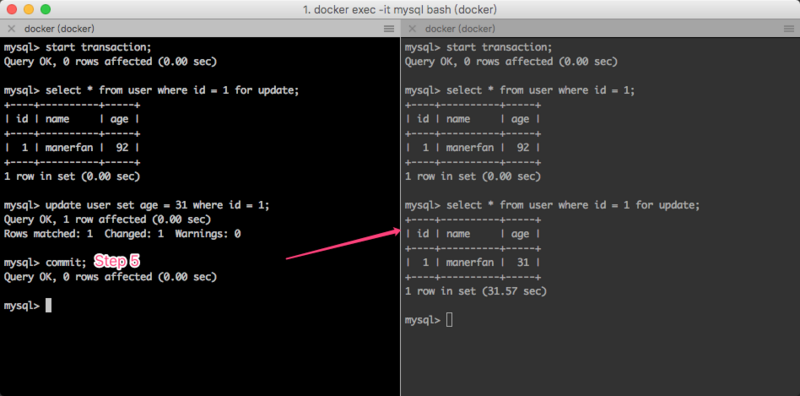 1. docker exec -it mysql bash (docker)
docker (docker)
mysql> start transaction;
Query OK, 0 rows affected (0.00 sec)
mysql> select * from user where id = 1 for update;
+----+----------+-----+
| id | name     | age |
+----+----------+-----+
|  1 | manerfan |  92 |
+----+----------+-----+
1 row in set (0.00 sec)
mysql> update user set age = 31 where id = 1;
Query OK, 1 row affected (0.00 sec)
Rows matched: 1  Changed: 1  Warnings: 0
mysql> commit; Step 5
Query OK, 0 rows affected (0.00 sec)
mysql>
docker (docker)
mysql> start transaction;
Query OK, 0 rows affected (0.00 sec)
mysql> select * from user where id = 1;
+----+----------+-----+
| id | name     | age |
+----+----------+-----+
|  1 | manerfan |  92 |
+----+----------+-----+
1 row in set (0.00 sec)
mysql> select * from user where id = 1 for update;
+----+----------+-----+
| id | name     | age |
+----+----------+-----+
|  1 | manerfan |  31 |
+----+----------+-----+
1 row in set (31.57 sec)
mysql>